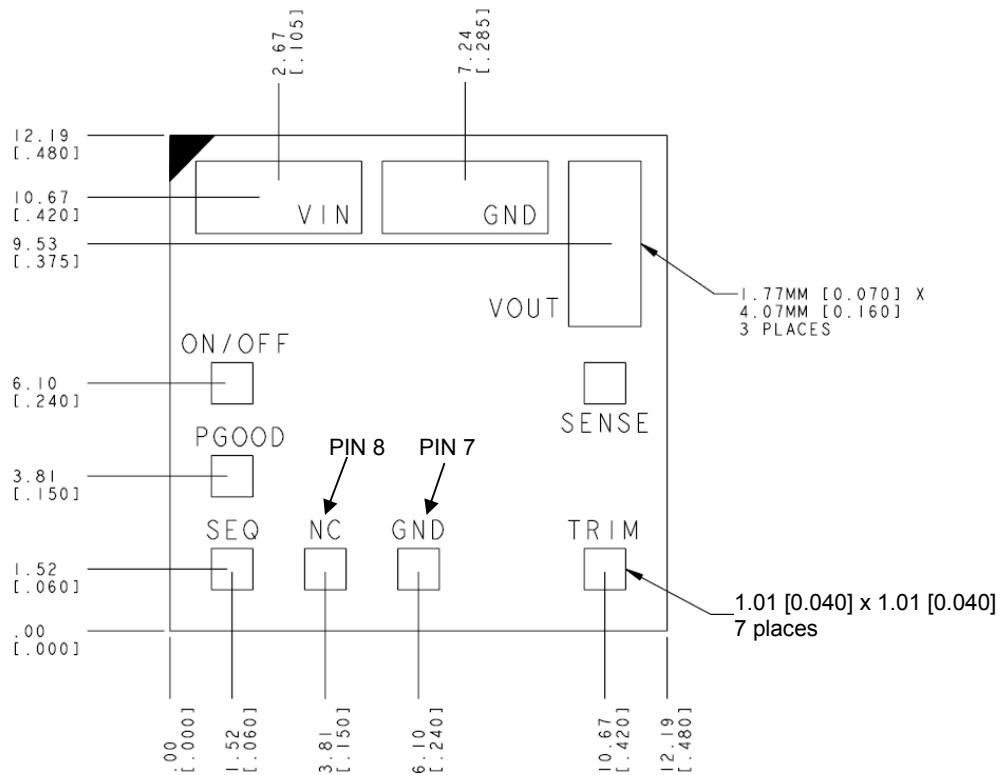 2.67
[.105]
7.24
[.285]
12.19
[.480]
10.67
[.420]
VIN
GND
9.53
[.375]
1.77MM [0.070] X
4.07MM [0.160]
3 PLACES
VOUT
ON/OFF
6.10
[.240]
SENSE
PGOOD
PIN 8
PIN 7
3.81
[.150]
SEQ
NC
GND
TRIM
1.52
[.060]
1.01 [0.040] x 1.01 [0.040]
7 places
.00
[.000]
.00
[0.000]
1.52
[.060]
3.81
[.150]
6.10
[.240]
10.67
[.420]
12.19
[.480]